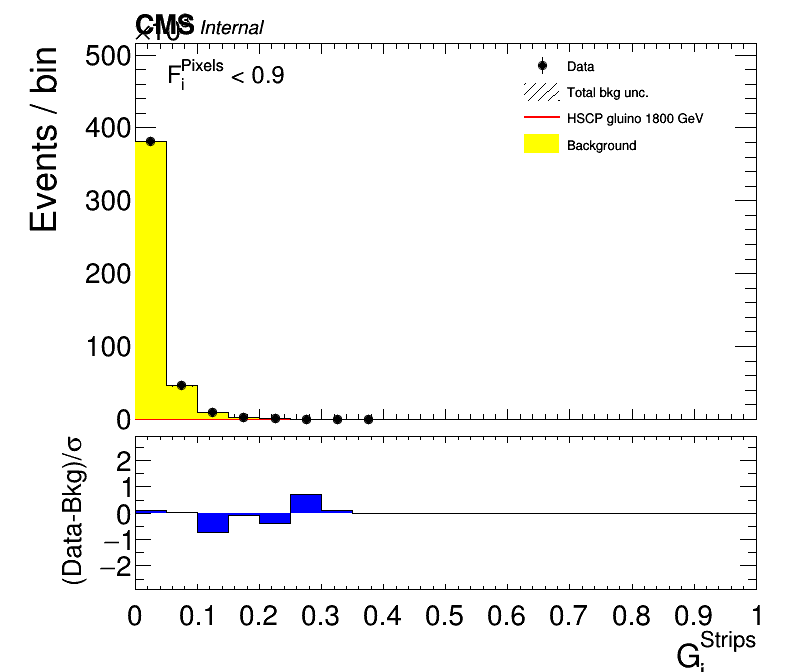 CMS Internal
×10³
Events / bin
500
400
300
200
100
0
F_i^Pixels < 0.9
Data
Total bkg unc.
HSCP gluino 1800 GeV
Background
(Data-Bkg)/σ
2
1
0
−1
−2
0 0.1 0.2 0.3 0.4 0.5 0.6 0.7 0.8 0.9 1
G_i^Strips